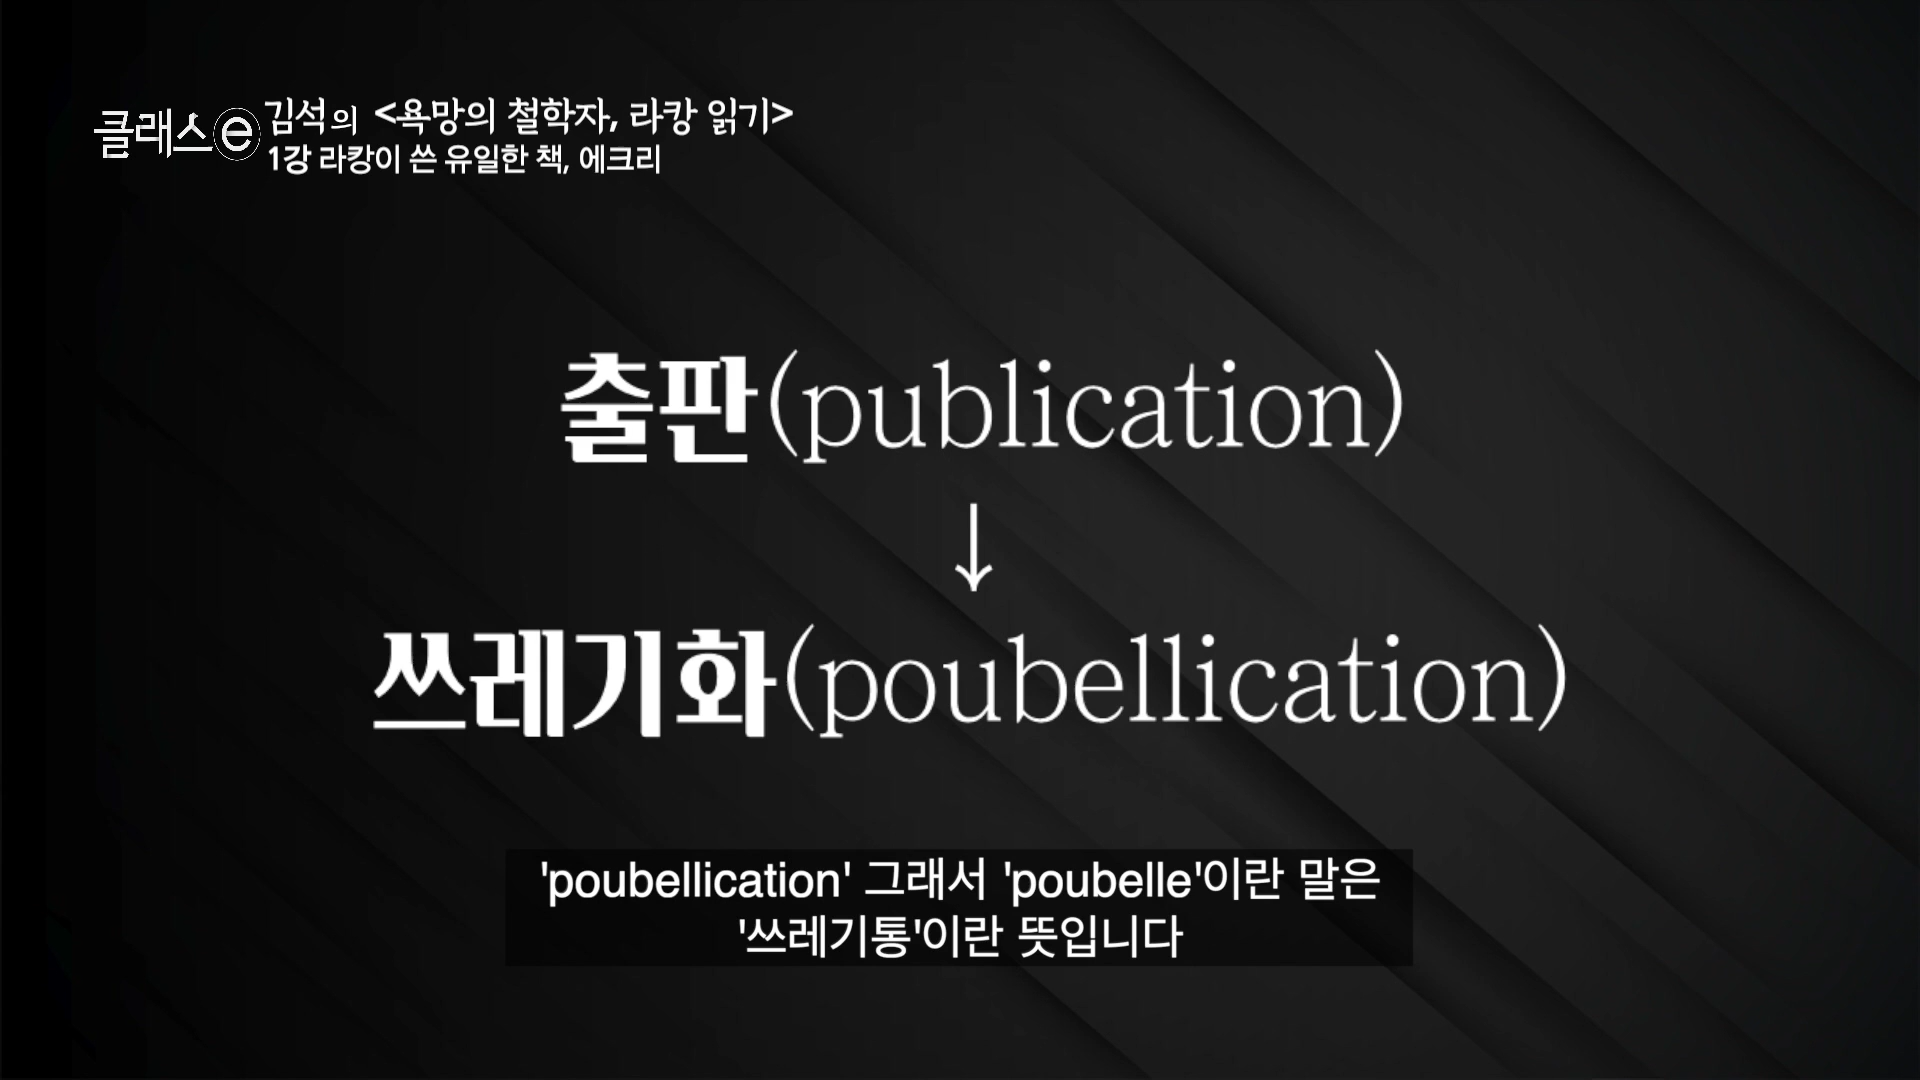 클래스ⓔ 김석의 <욕망의 철학자, 라캉 읽기>
1강 라캉이 쓴 유일한 책, 에크리
출판(publication)
↓
쓰레기화(poubellication)
'poubellication' 그래서 'poubelle'이란 말은
'쓰레기통'이란 뜻입니다